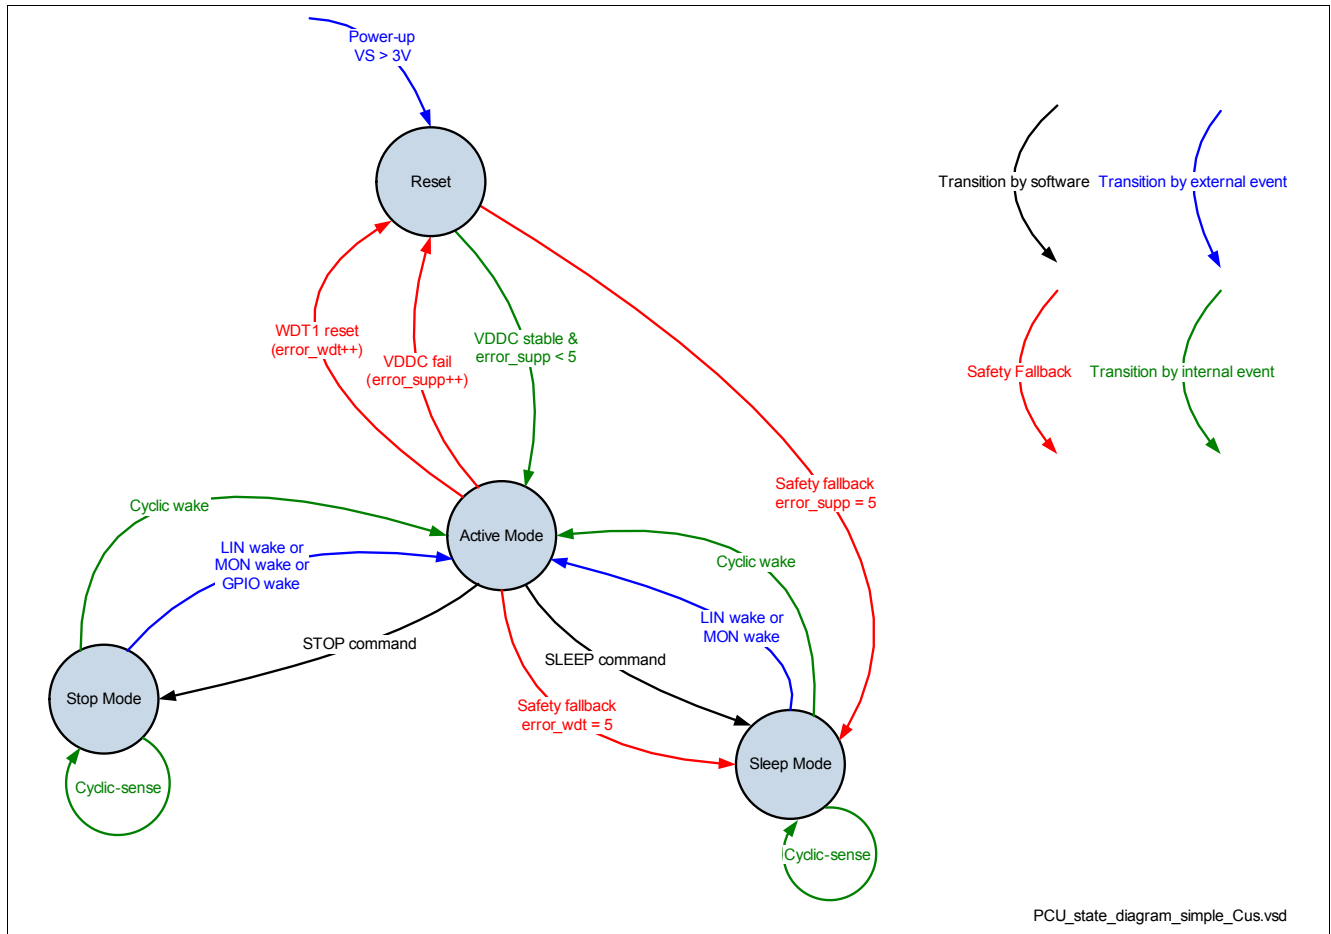 Power-up
VS > 3V
Reset
Transition by software
Transition by external event
WDT1 reset
(error_wdt++)
VDDC fail
(error_supp++)
VDDC stable &
error_supp < 5
Safety Fallback
Transition by internal event
Safety fallback
error_supp = 5
Cyclic wake
Active Mode
LIN wake or
MON wake or
GPIO wake
Cyclic wake
LIN wake or
MON wake
STOP command
SLEEP command
Stop Mode
Safety fallback
error_wdt = 5
Sleep Mode
Cyclic-sense
Cyclic-sense
PCU_state_diagram_simple_Cus.vsd